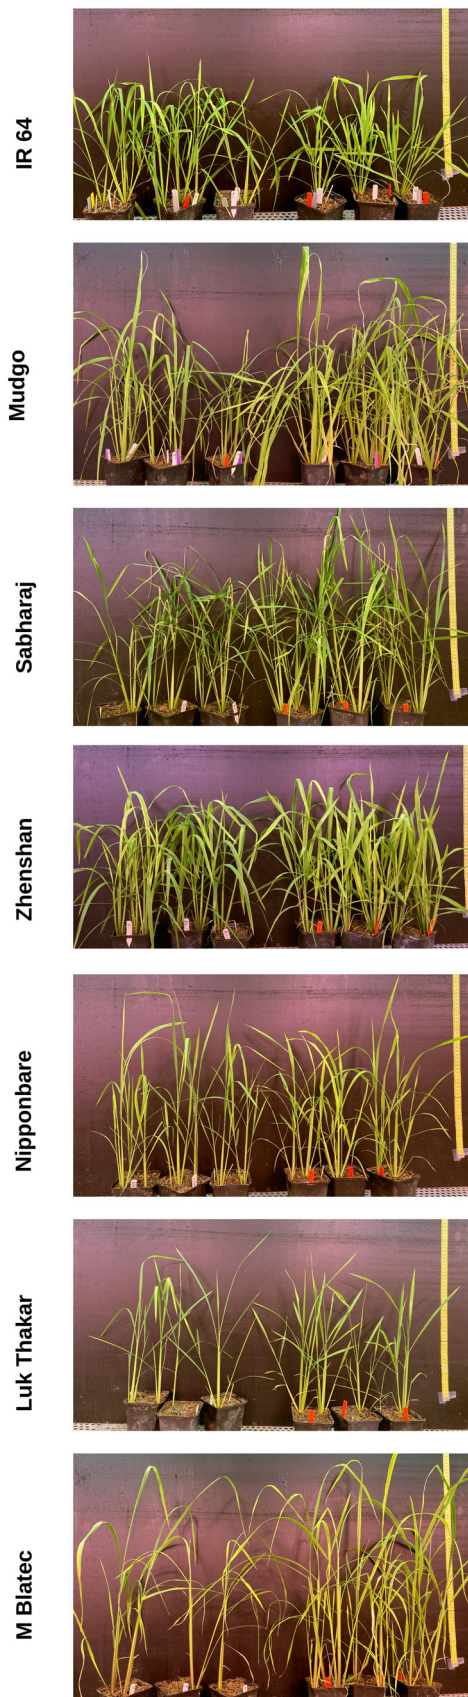 IR 64
Mudgo
Sabharaj
Zhenshan
Nipponbare
Luk Thakar
M Blatec